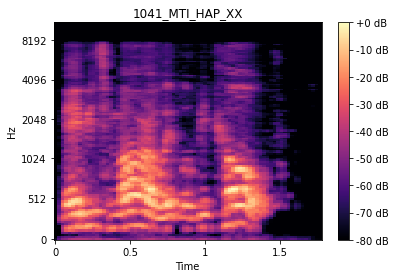 1041_MTI_HAP_XX
+0 dB
8192
-10 dB
4096
-20 dB
-30 dB
2048
Hz
-40 dB
1024
-50 dB
512
-60 dB
-70 dB
0
-80 dB
0 0.5 1 1.5
Time